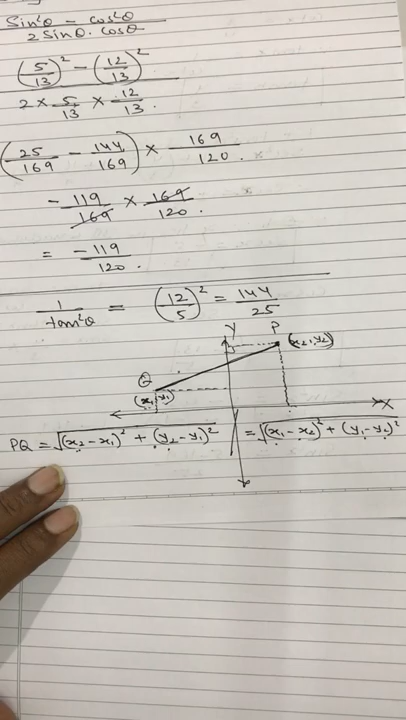 Sin²θ − cos²θ
2 Sinθ. cosθ
(5/13)² − (12/13)²
2 × 5/13 × 12/13.
(25/169 − 144/169) × 169/120.
− 119/169 × 169/120.
= −119/120.
1/tan²θ = (12/5)² = 144/25
Y P
(x₂, y₂)
Q
(x₁ y₁)
X
PQ = √(x₂−x₁)² + (y₂−y₁)² = √(x₁−x₂)² + (y₁−y₂)²